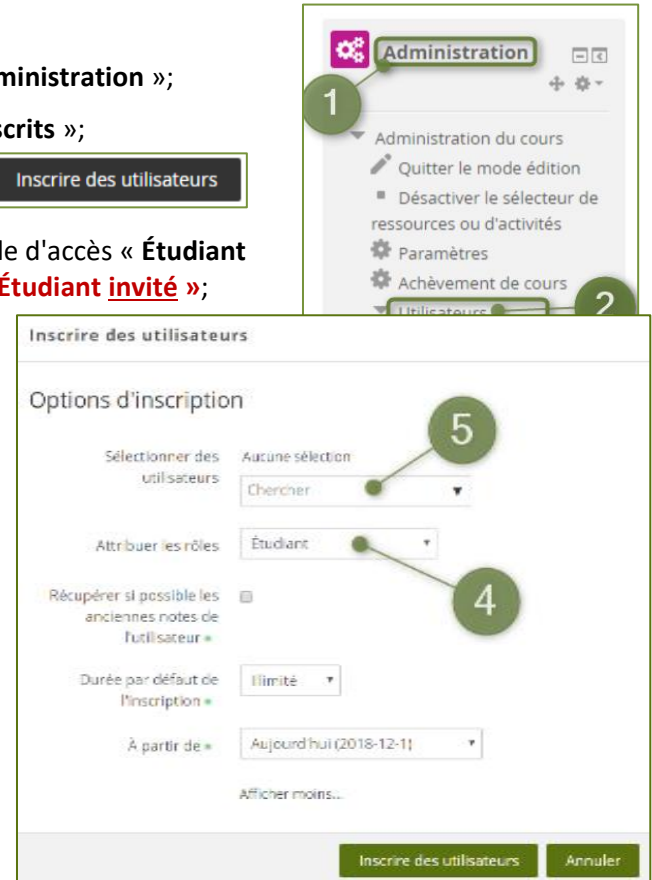 ministration »;
scrits »;
Inscrire des utilisateurs
le d'accès « Étudiant
Étudiant invité »;
Administration
1
Administration du cours
Quitter le mode édition
Désactiver le sélecteur de
ressources ou d'activités
Paramètres
Achèvement de cours
Utilisateurs
2
Inscrire des utilisateurs
Options d'inscription
5
Sélectionner des
utilisateurs
Aucune sélection
Chercher
Attribuer les rôles
Étudiant
4
Récupérer si possible les
anciennes notes de
l'utilisateur
Durée par défaut de
l'inscription
Illimité
À partir de
Aujourd'hui (2018-12-1)
Afficher moins...
Inscrire des utilisateurs
Annuler